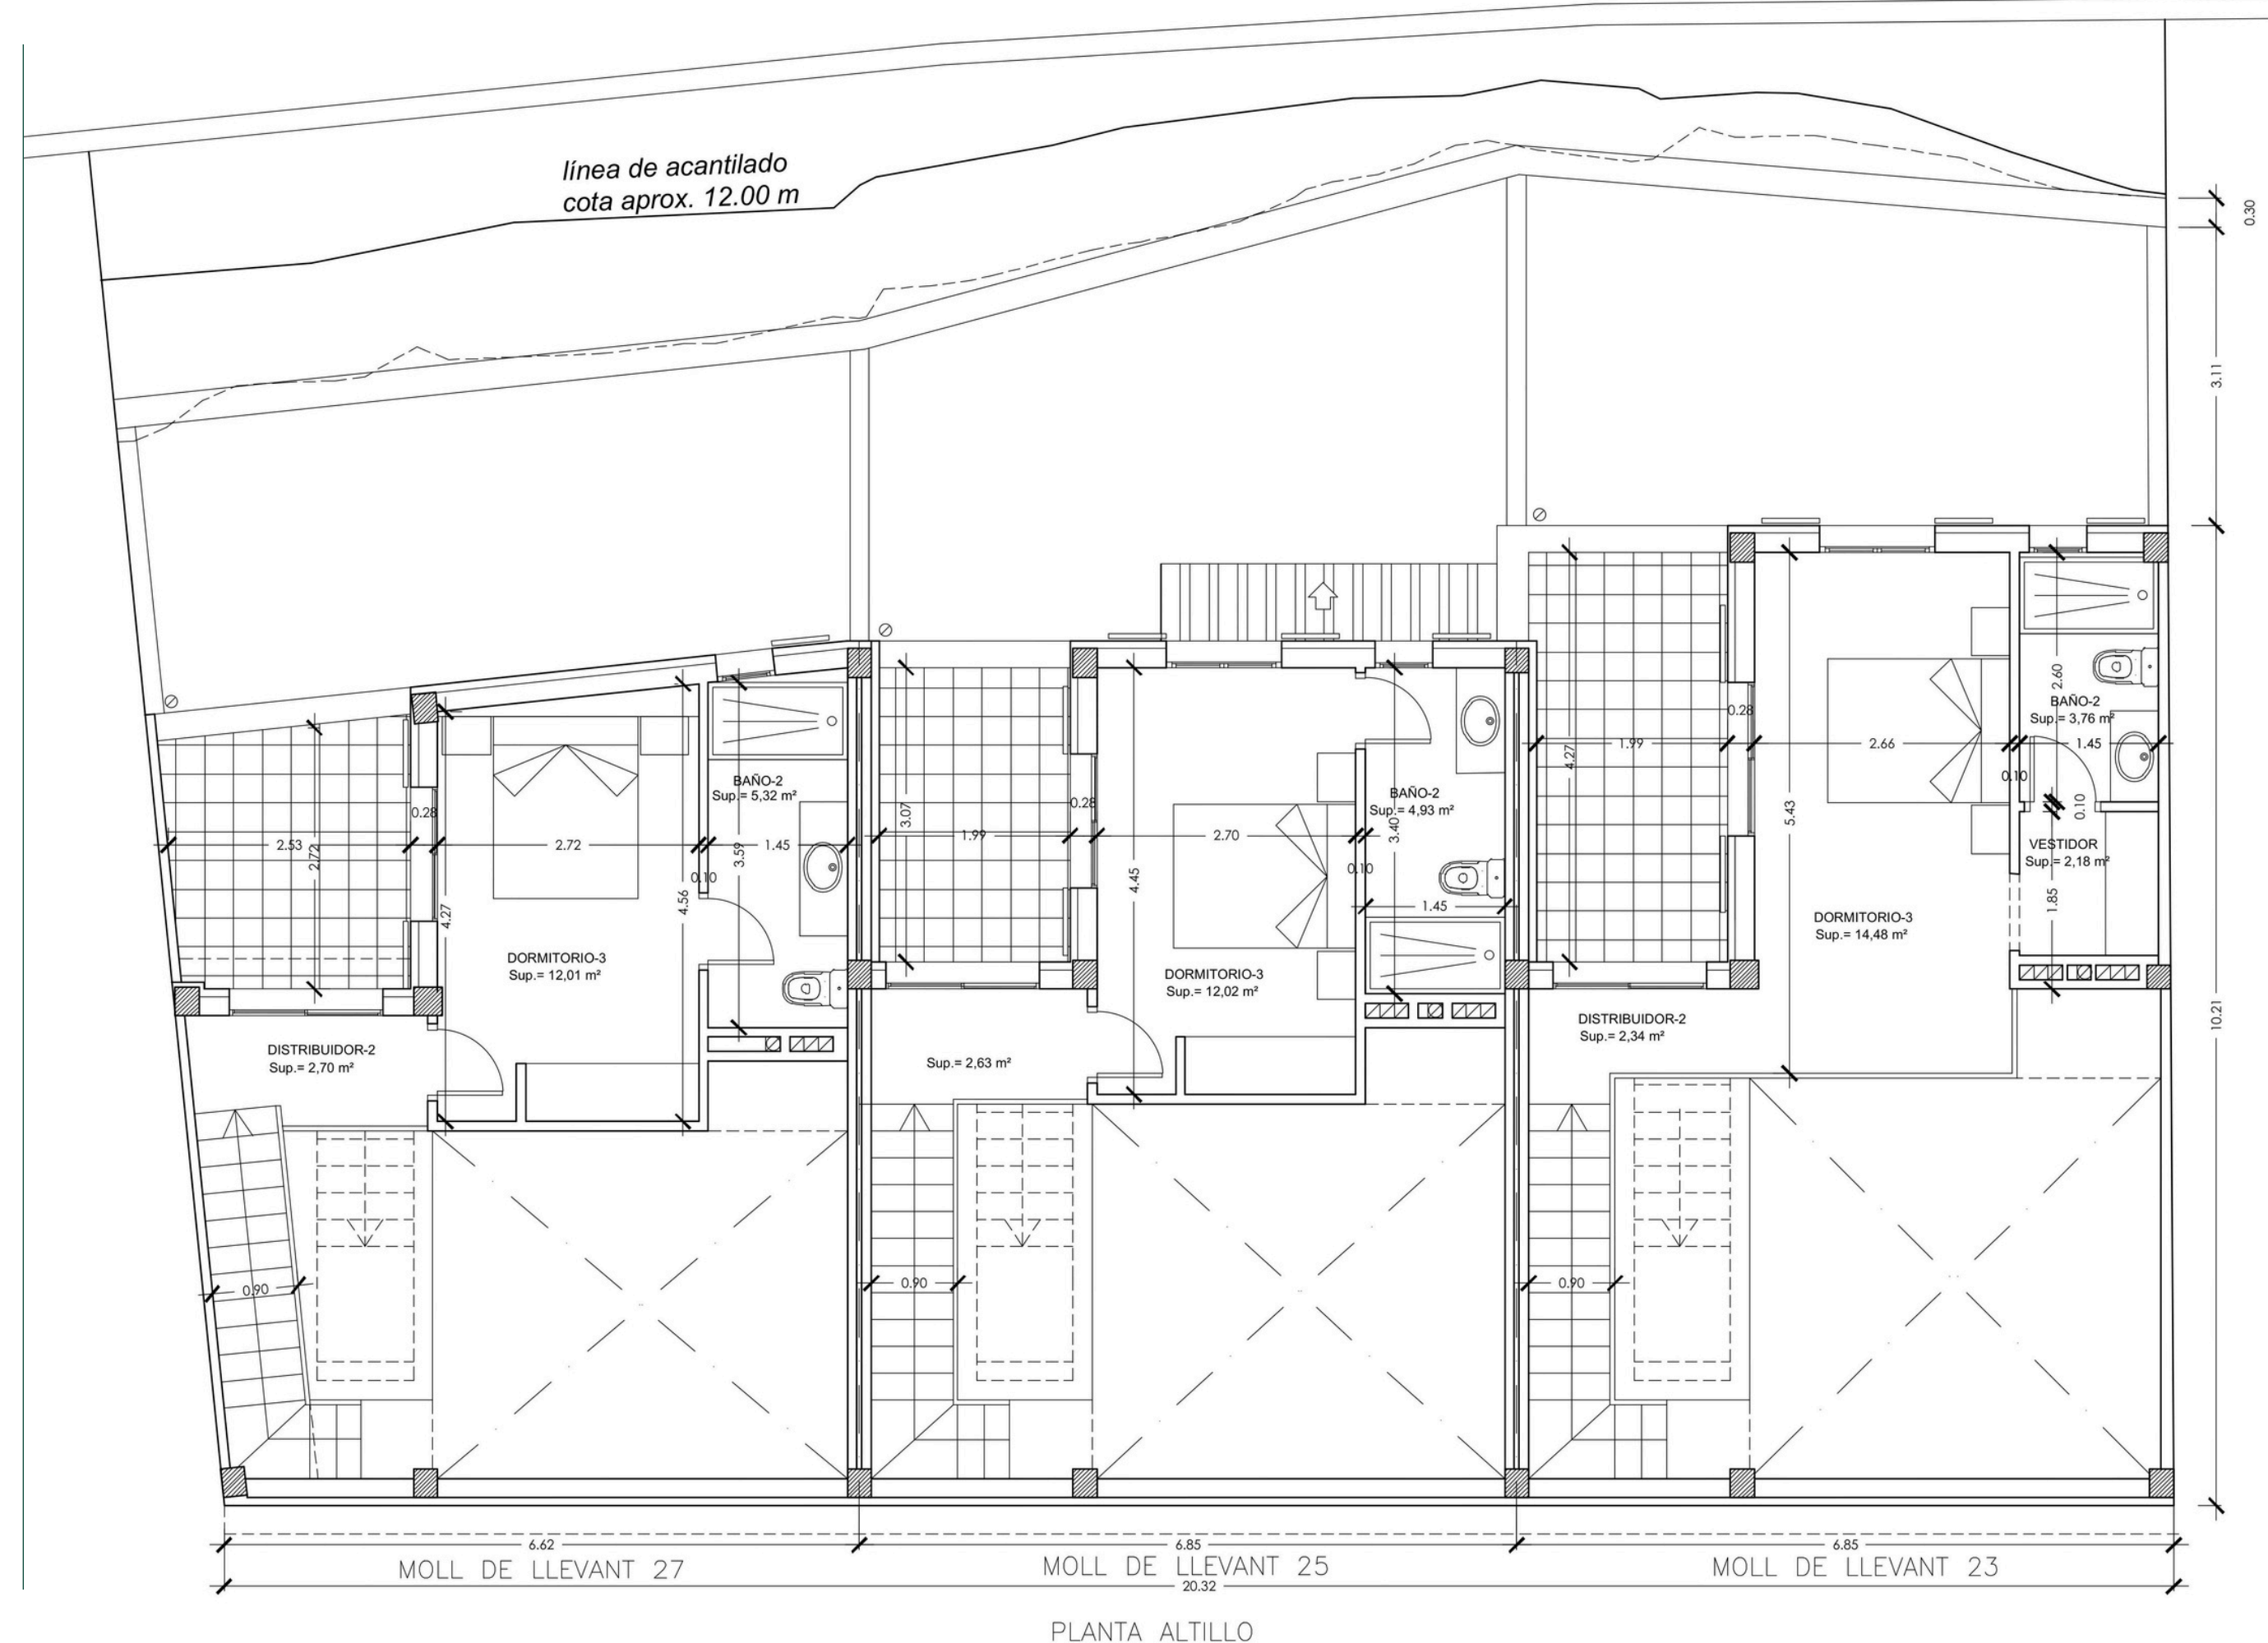 línea de acantilado
cota aprox. 12.00 m
0.30
3.11
10.21
2.53
2.72
0.28
2.72
4.27
4.56
0.10
3.59
1.45
BAÑO-2
Sup.= 5,32 m²
DORMITORIO-3
Sup.= 12,01 m²
DISTRIBUIDOR-2
Sup.= 2,70 m²
0.90
3.07
1.99
0.28
4.45
2.70
0.10
3.40
1.45
BAÑO-2
Sup.= 4,93 m²
DORMITORIO-3
Sup.= 12,02 m²
Sup.= 2,63 m²
0.90
4.27
1.99
0.28
5.43
2.66
0.10
2.60
1.45
BAÑO-2
Sup.= 3,76 m²
0.10
VESTIDOR
Sup.= 2,18 m²
1.85
DORMITORIO-3
Sup.= 14,48 m²
DISTRIBUIDOR-2
Sup.= 2,34 m²
0.90
6.62
6.85
6.85
MOLL DE LLEVANT 27
MOLL DE LLEVANT 25
MOLL DE LLEVANT 23
20.32
PLANTA ALTILLO